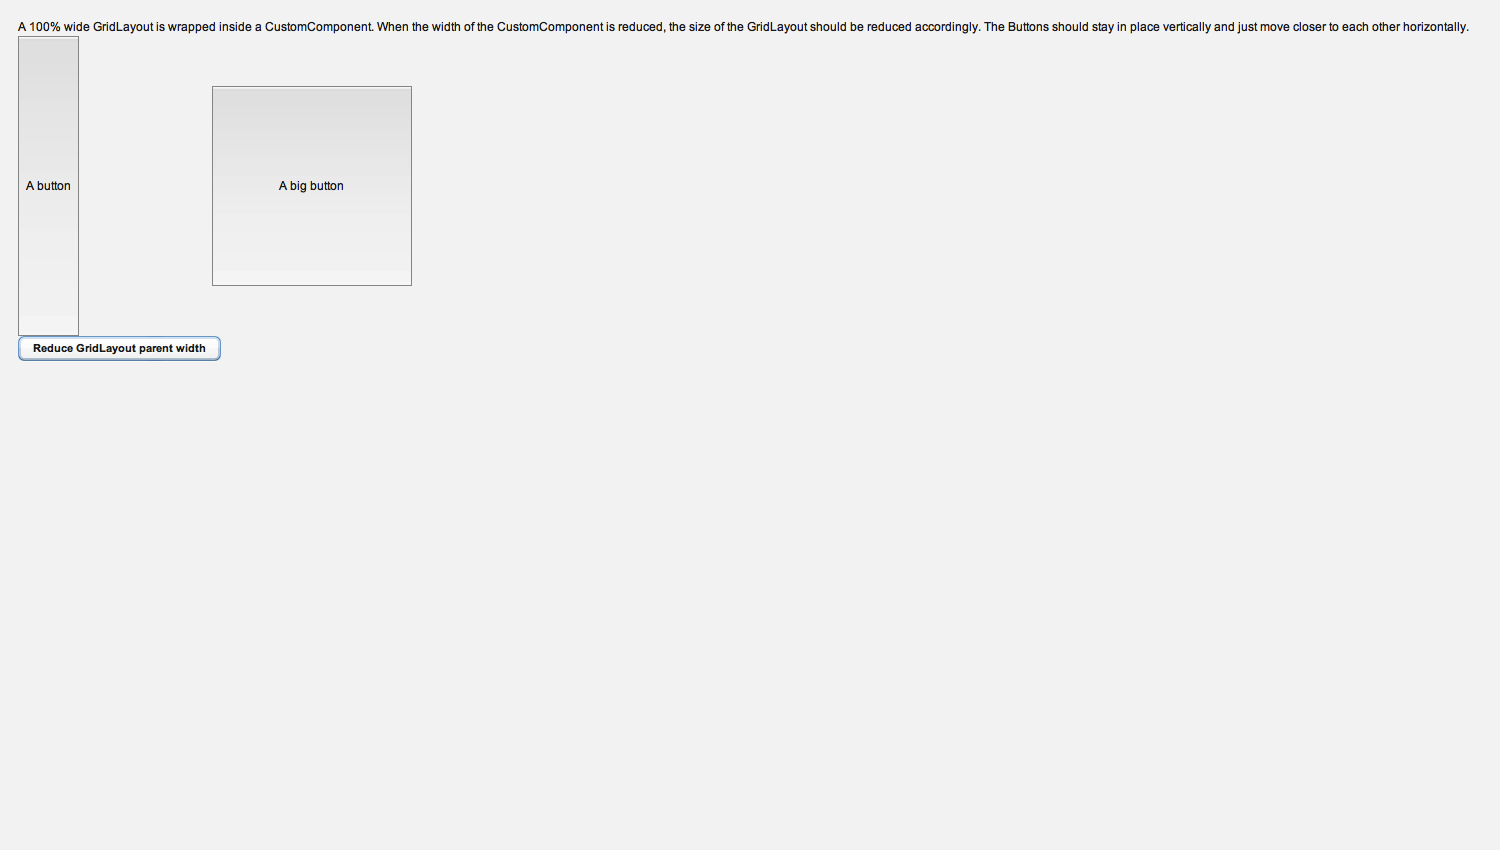 A 100% wide GridLayout is wrapped inside a CustomComponent. When the width of the CustomComponent is reduced, the size of the GridLayout should be reduced accordingly. The Buttons should stay in place vertically and just move closer to each other horizontally.
A button
A big button
Reduce GridLayout parent width